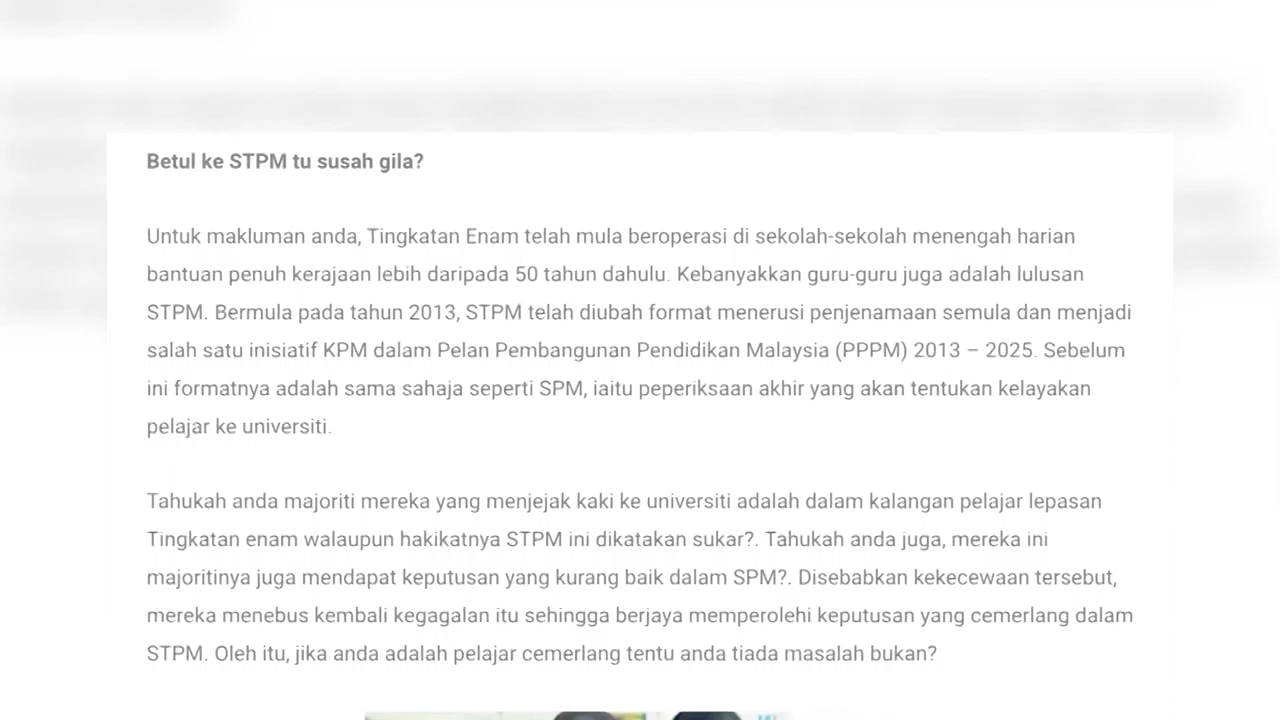 Betul ke STPM tu susah gila?
Untuk makluman anda, Tingkatan Enam telah mula beroperasi di sekolah-sekolah menengah harian
bantuan penuh kerajaan lebih daripada 50 tahun dahulu. Kebanyakkan guru-guru juga adalah lulusan
STPM. Bermula pada tahun 2013, STPM telah diubah format menerusi penjenamaan semula dan menjadi
salah satu inisiatif KPM dalam Pelan Pembangunan Pendidikan Malaysia (PPPM) 2013 – 2025. Sebelum
ini formatnya adalah sama sahaja seperti SPM, iaitu peperiksaan akhir yang akan tentukan kelayakan
pelajar ke universiti.
Tahukah anda majoriti mereka yang menjejak kaki ke universiti adalah dalam kalangan pelajar lepasan
Tingkatan enam walaupun hakikatnya STPM ini dikatakan sukar?. Tahukah anda juga, mereka ini
majoritinya juga mendapat keputusan yang kurang baik dalam SPM?. Disebabkan kekecewaan tersebut,
mereka menebus kembali kegagalan itu sehingga berjaya memperolehi keputusan yang cemerlang dalam
STPM. Oleh itu, jika anda adalah pelajar cemerlang tentu anda tiada masalah bukan?